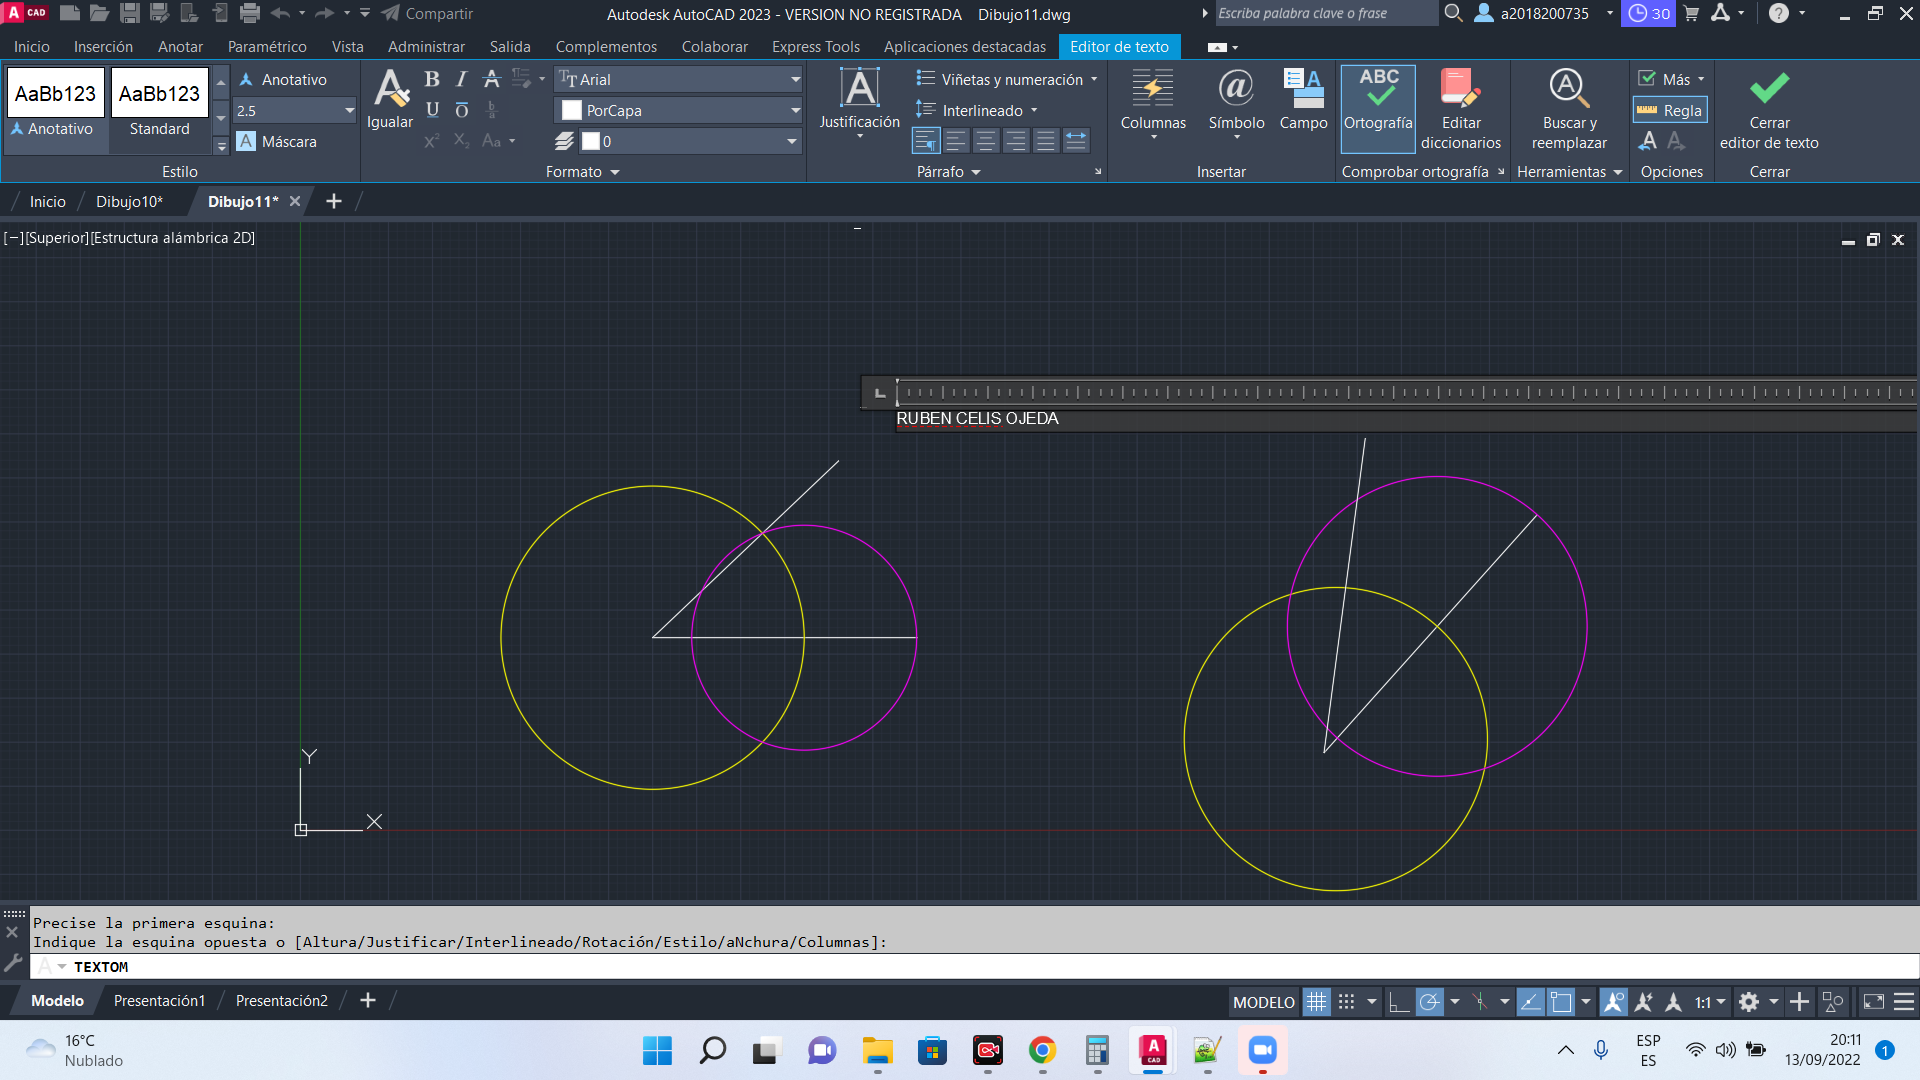 A CAD
Compartir
Autodesk AutoCAD 2023 - VERSION NO REGISTRADA Dibujo11.dwg
Escriba palabra clave o frase
a2018200735
30
Inicio Inserción Anotar Paramétrico Vista Administrar Salida Complementos Colaborar Express Tools Aplicaciones destacadas Editor de texto
AaBb123 AaBb123
Anotativo Standard
Anotativo
2.5
A Máscara
Estilo
Igualar
Arial
PorCapa
0
Formato
Justificación
Viñetas y numeración
Interlineado
Párrafo
Columnas Símbolo Campo
Insertar
ABC
Ortografía
Editar
diccionarios
Comprobar ortografía
Buscar y
reemplazar
Herramientas
Más
Regla
Opciones
Cerrar
editor de texto
Cerrar
Inicio Dibujo10* Dibujo11*
[−][Superior][Estructura alámbrica 2D]
RUBEN CELIS OJEDA
Y
X
Precise la primera esquina:
Indique la esquina opuesta o [Altura/Justificar/Interlineado/Rotación/Estilo/aNchura/Columnas]:
TEXTOM
Modelo Presentación1 Presentación2
MODELO
1:1
16°C
Nublado
ESP
ES
20:11
13/09/2022
1